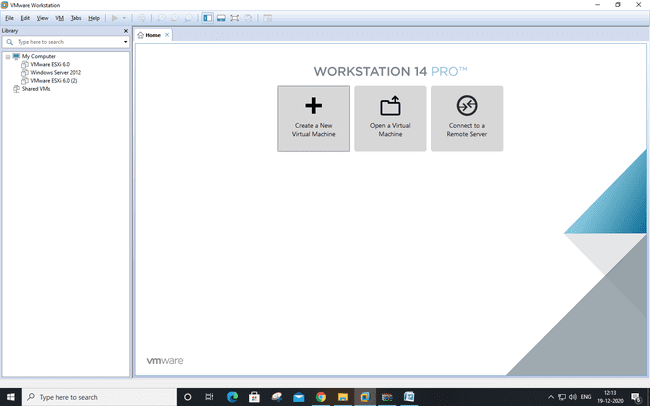 VMware Workstation
File Edit View VM Tabs Help
Library
Type here to search
My Computer
VMware ESXi 6.0
Windows Server 2012
VMware ESXi 6.0 (2)
Shared VMs
Home
WORKSTATION 14 PRO™
Create a New
Virtual Machine
Open a Virtual
Machine
Connect to a
Remote Server
vmware
Type here to search
ENG
12:13
19-12-2020